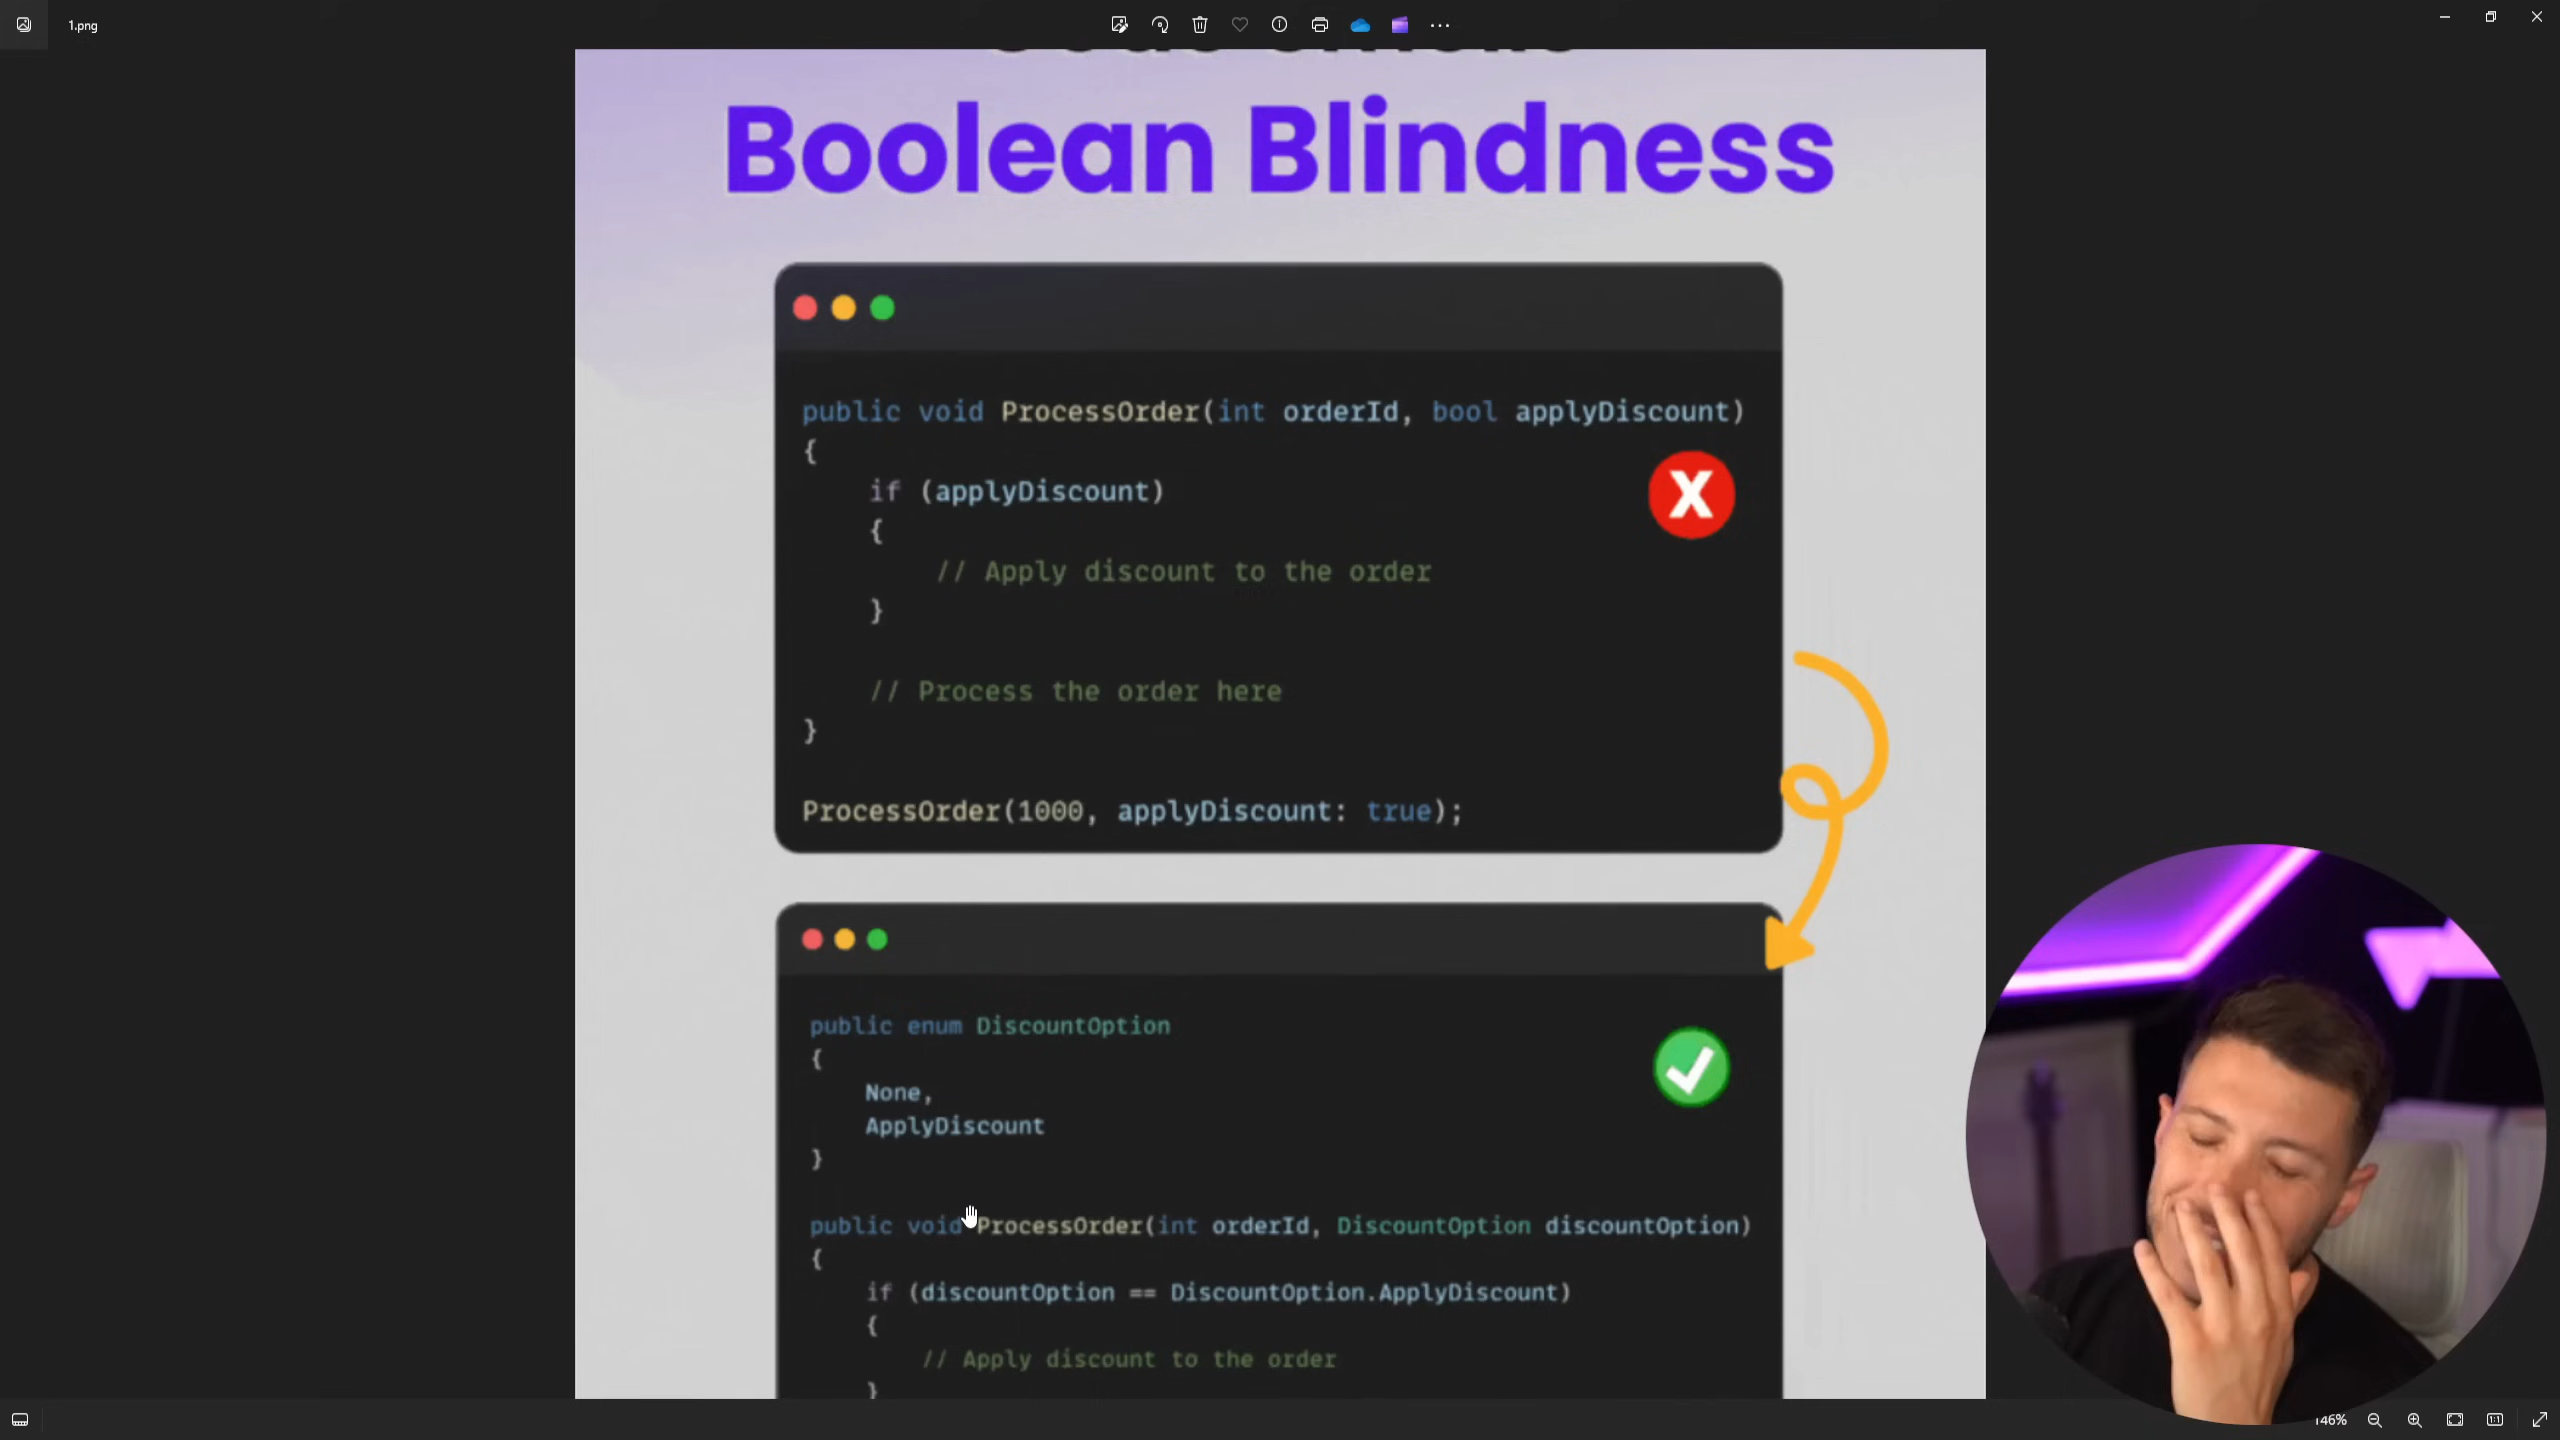 1.png
Boolean Blindness
public void ProcessOrder(int orderId, bool applyDiscount)
{
if (applyDiscount)
{
// Apply discount to the order
}
// Process the order here
}
ProcessOrder(1000, applyDiscount: true);
public enum DiscountOption
{
None,
ApplyDiscount
}
public void ProcessOrder(int orderId, DiscountOption discountOption)
{
if (discountOption == DiscountOption.ApplyDiscount)
{
// Apply discount to the order
}
146%